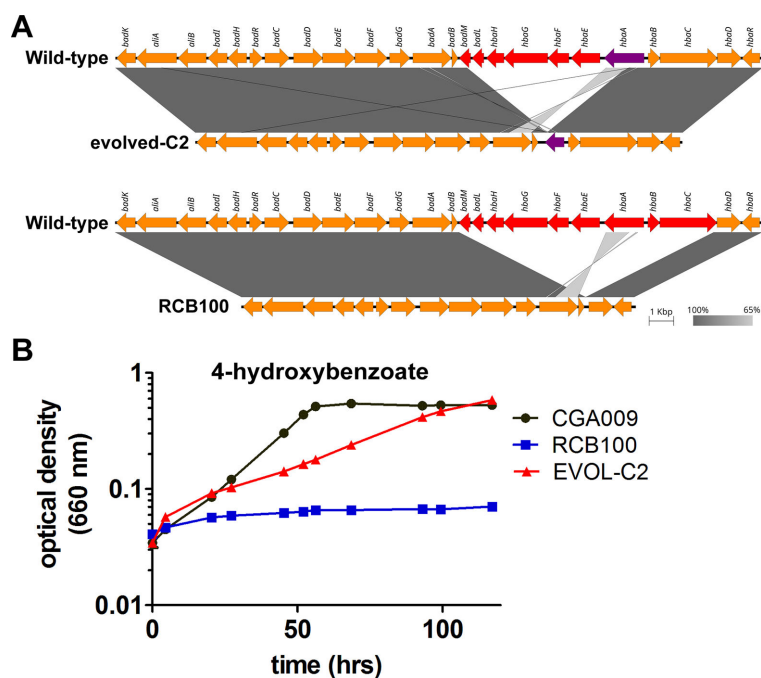 A
badK aliA aliB badI badH badR badC badD badE badF badG badA badB badM badL hbaH hbaG hbaF hbaE hbaA hbaB hbaC hbaD hbaR
Wild-type
evolved-C2
badK aliA aliB badI badH badR badC badD badE badF badG badA badB badM badL hbaH hbaG hbaF hbaE hbaA hbaB hbaC hbaD hbaR
Wild-type
RCB100
1 Kbp
100% 65%
B
4-hydroxybenzoate
optical density
(660 nm)
1
0.1
0.01
0 50 100
time (hrs)
CGA009
RCB100
EVOL-C2